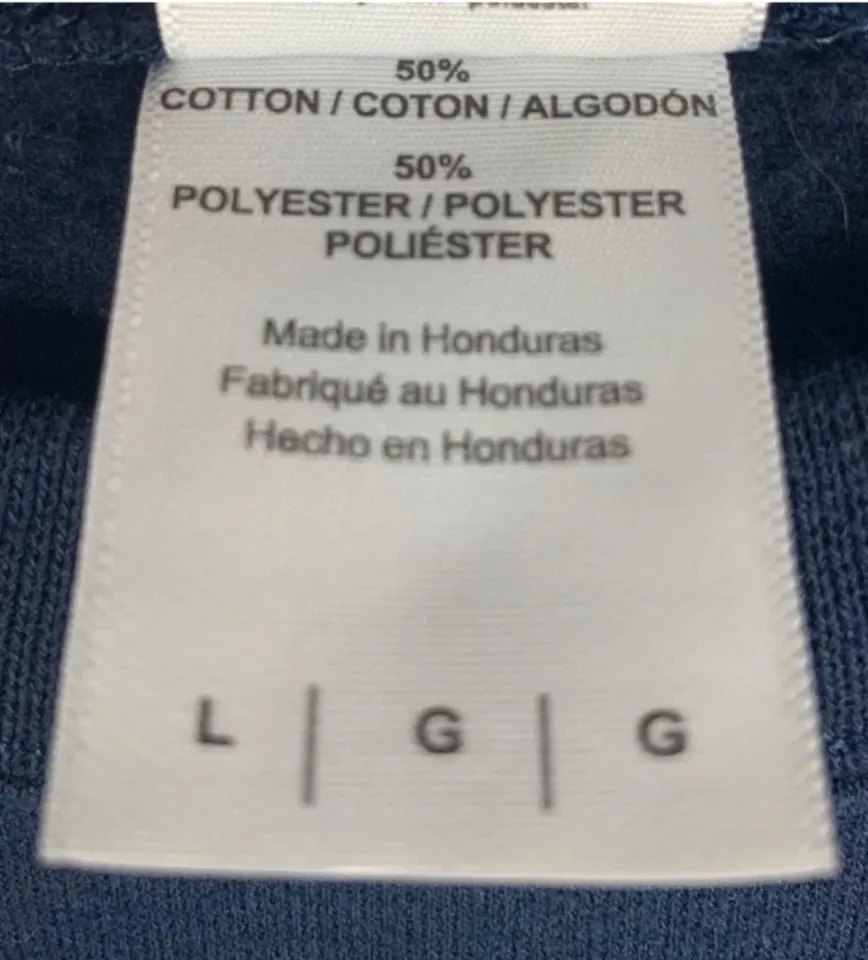 50%
COTTON / COTON / ALGODÓN
50%
POLYESTER / POLYESTER
POLIÉSTER
Made in Honduras
Fabriqué au Honduras
Hecho en Honduras
L | G | G